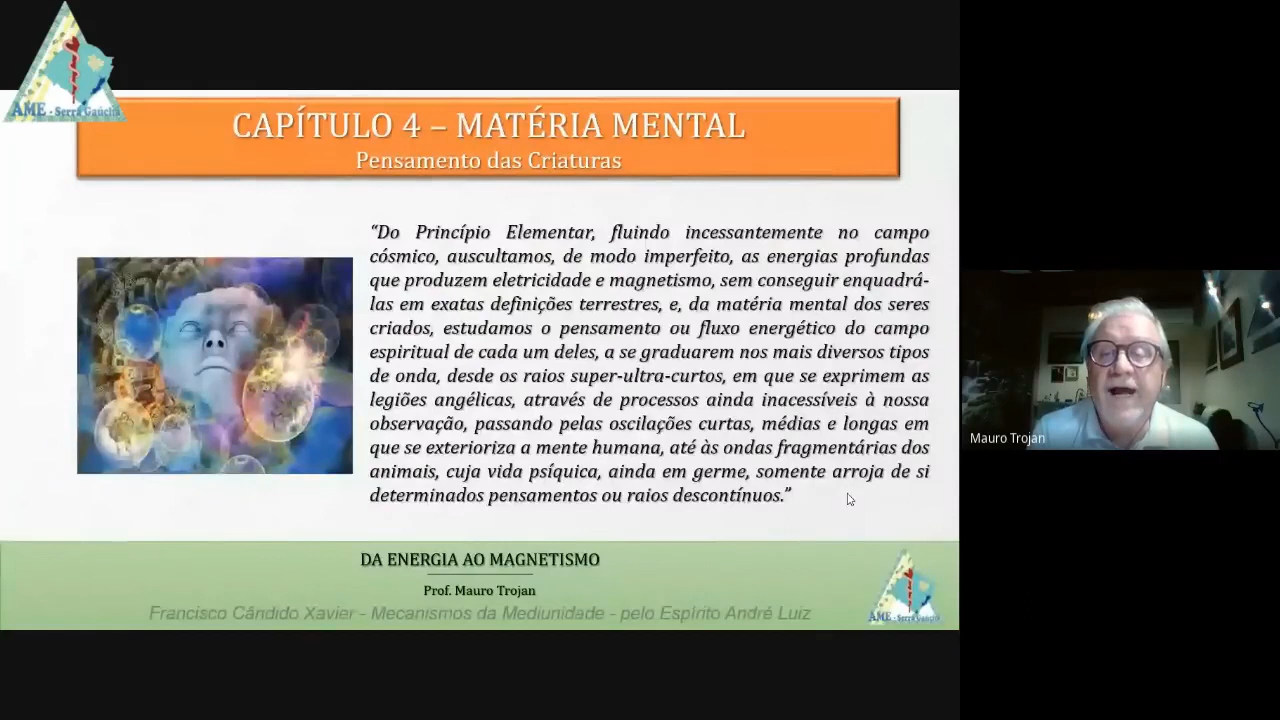 AME - Serra Gaúcha
CAPÍTULO 4 – MATÉRIA MENTAL
Pensamento das Criaturas
“Do Princípio Elementar, fluindo incessantemente no campo
cósmico, auscultamos, de modo imperfeito, as energias profundas
que produzem eletricidade e magnetismo, sem conseguir enquadrá-
las em exatas definições terrestres, e, da matéria mental dos seres
criados, estudamos o pensamento ou fluxo energético do campo
espiritual de cada um deles, a se graduarem nos mais diversos tipos
de onda, desde os raios super-ultra-curtos, em que se exprimem as
legiões angélicas, através de processos ainda inacessíveis à nossa
observação, passando pelas oscilações curtas, médias e longas em
que se exterioriza a mente humana, até às ondas fragmentárias dos
animais, cuja vida psíquica, ainda em germe, somente arroja de si
determinados pensamentos ou raios descontínuos.”
Mauro Trojan
DA ENERGIA AO MAGNETISMO
Prof. Mauro Trojan
Francisco Cândido Xavier - Mecanismos da Mediunidade - pelo Espírito André Luiz
AME - Serra Gaúcha